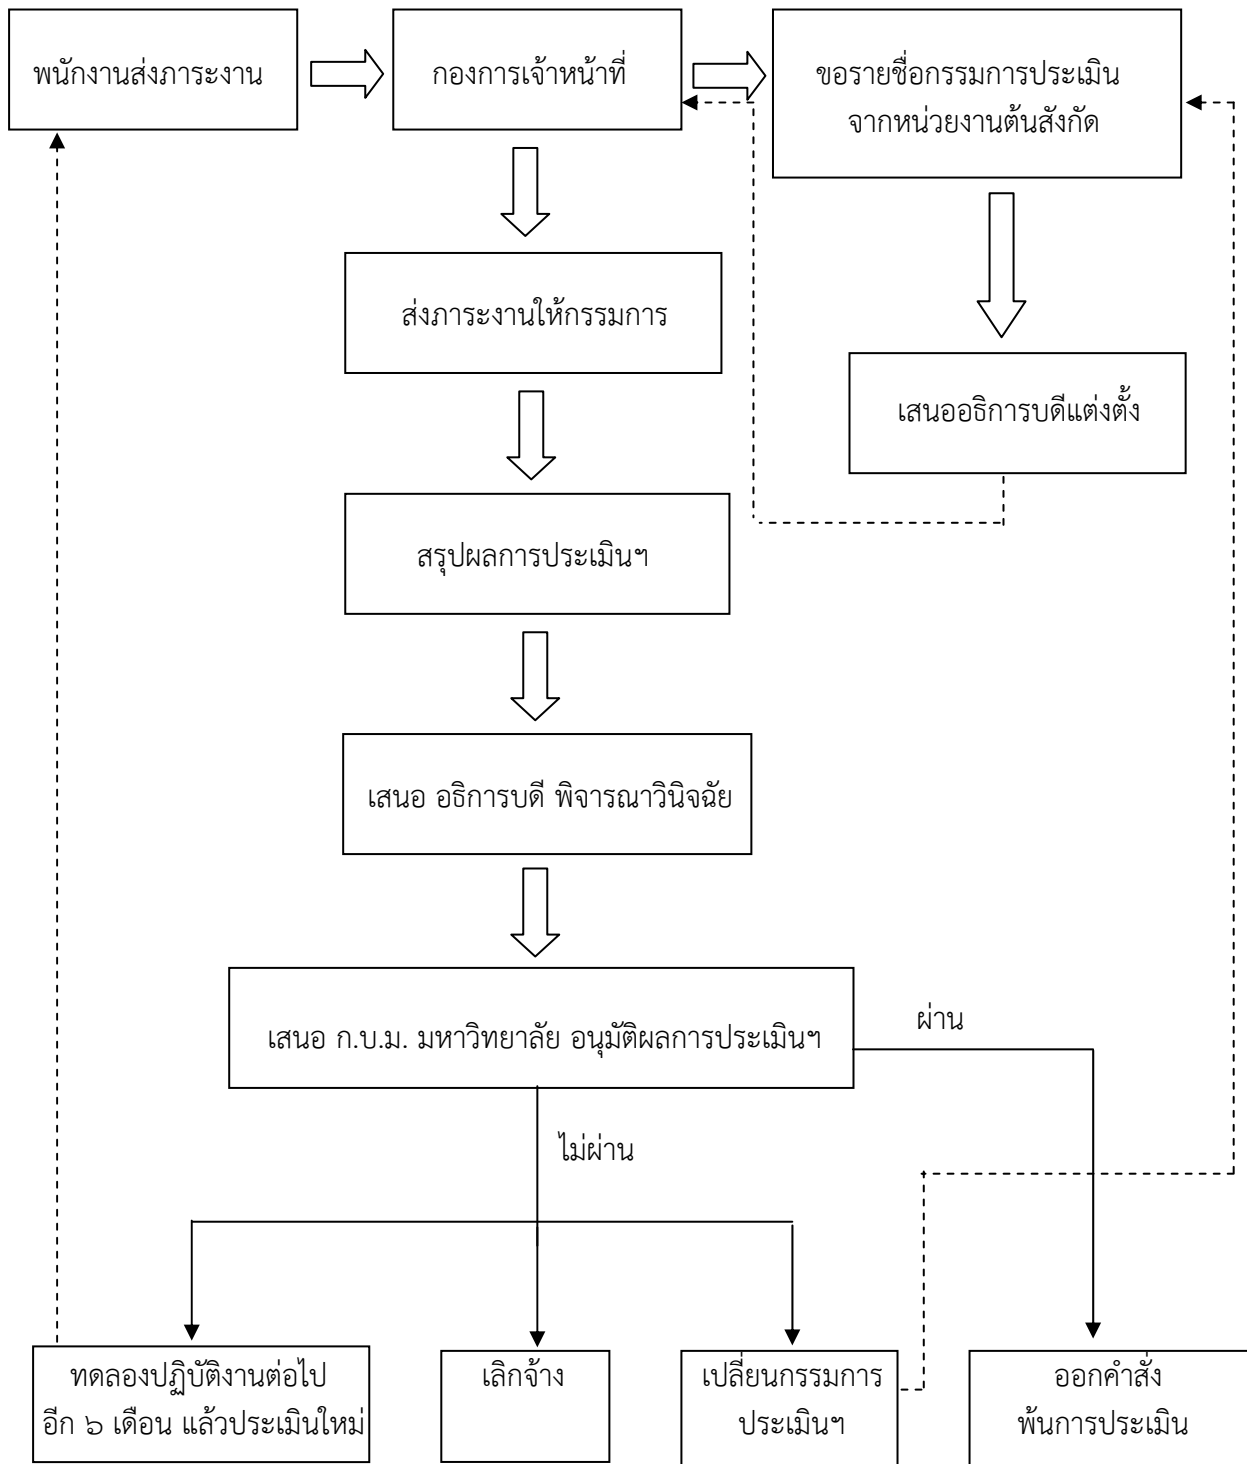 พนักงานส่งภาระงาน
กองการเจ้าหน้าที่
ขอรายชื่อกรรมการประเมิน
จากหน่วยงานต้นสังกัด
ส่งภาระงานให้กรรมการ
เสนออธิการบดีแต่งตั้ง
สรุปผลการประเมินฯ
เสนอ อธิการบดี พิจารณาวินิจฉัย
เสนอ ก.บ.ม. มหาวิทยาลัย อนุมัติผลการประเมินฯ
ผ่าน
ไม่ผ่าน
ทดลองปฏิบัติงานต่อไป
อีก ๖ เดือน แล้วประเมินใหม่
เลิกจ้าง
เปลี่ยนกรรมการ
ประเมินฯ
ออกคำสั่ง
พ้นการประเมิน